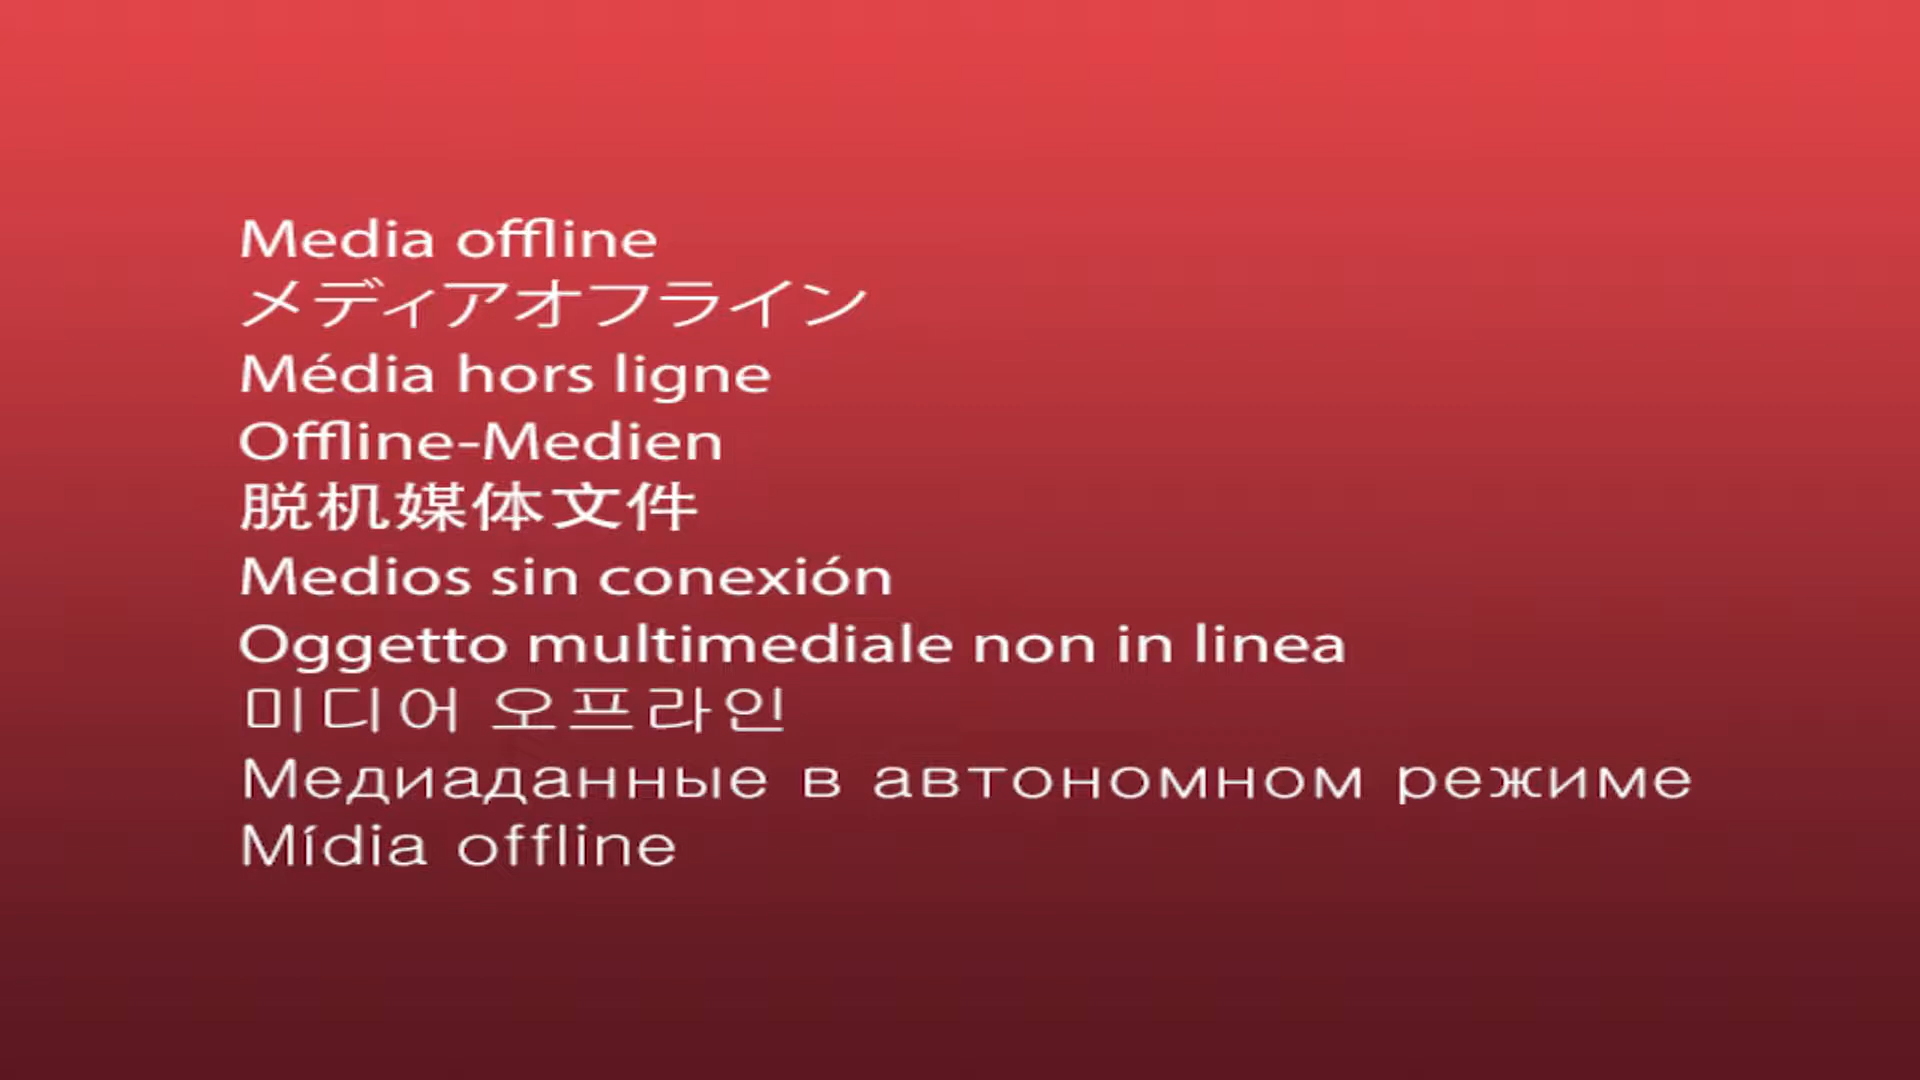 Media offline
メディアオフライン
Média hors ligne
Offline-Medien
脱机媒体文件
Medios sin conexión
Oggetto multimediale non in linea
미디어 오프라인
Медиаданные в автономном режиме
Mídia offline